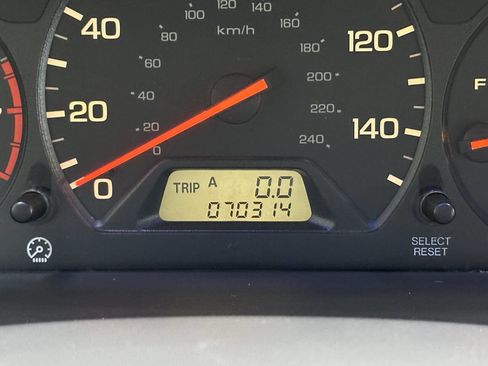 100 120 140
40 80 km/h 160 120
180
60 F
200
20 40 220
20 240 140
0 0
TRIP A 0.0
070314
SELECT
RESET